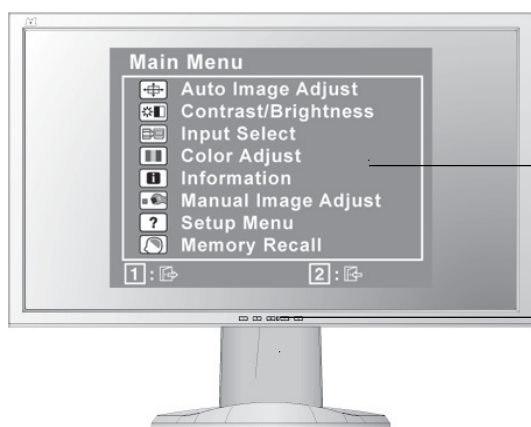 Main Menu
Auto Image Adjust
Contrast/Brightness
Input Select
Color Adjust
Information
Manual Image Adjust
? Setup Menu
Memory Recall
1 : 2 :